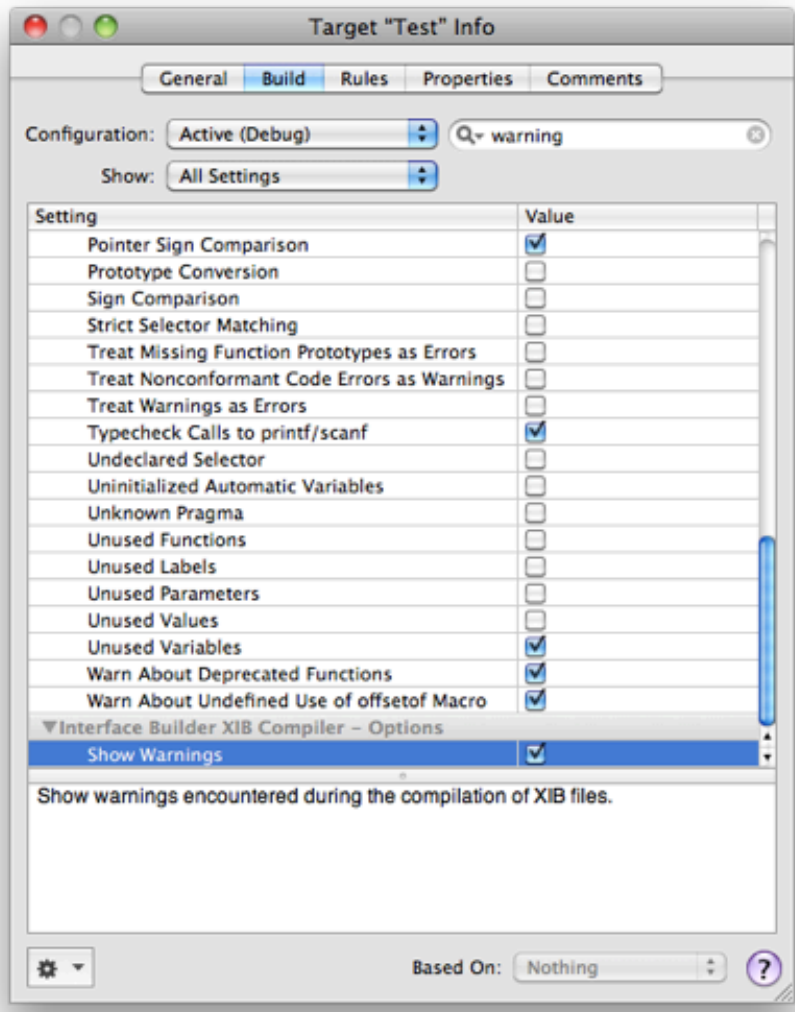 Target "Test" Info
General Build Rules Properties Comments
Configuration: Active (Debug) warning
Show: All Settings
Setting Value
Pointer Sign Comparison
Prototype Conversion
Sign Comparison
Strict Selector Matching
Treat Missing Function Prototypes as Errors
Treat Nonconformant Code Errors as Warnings
Treat Warnings as Errors
Typecheck Calls to printf/scanf
Undeclared Selector
Uninitialized Automatic Variables
Unknown Pragma
Unused Functions
Unused Labels
Unused Parameters
Unused Values
Unused Variables
Warn About Deprecated Functions
Warn About Undefined Use of offsetof Macro
Interface Builder XIB Compiler – Options
Show Warnings
Show warnings encountered during the compilation of XIB files.
Based On: Nothing ?